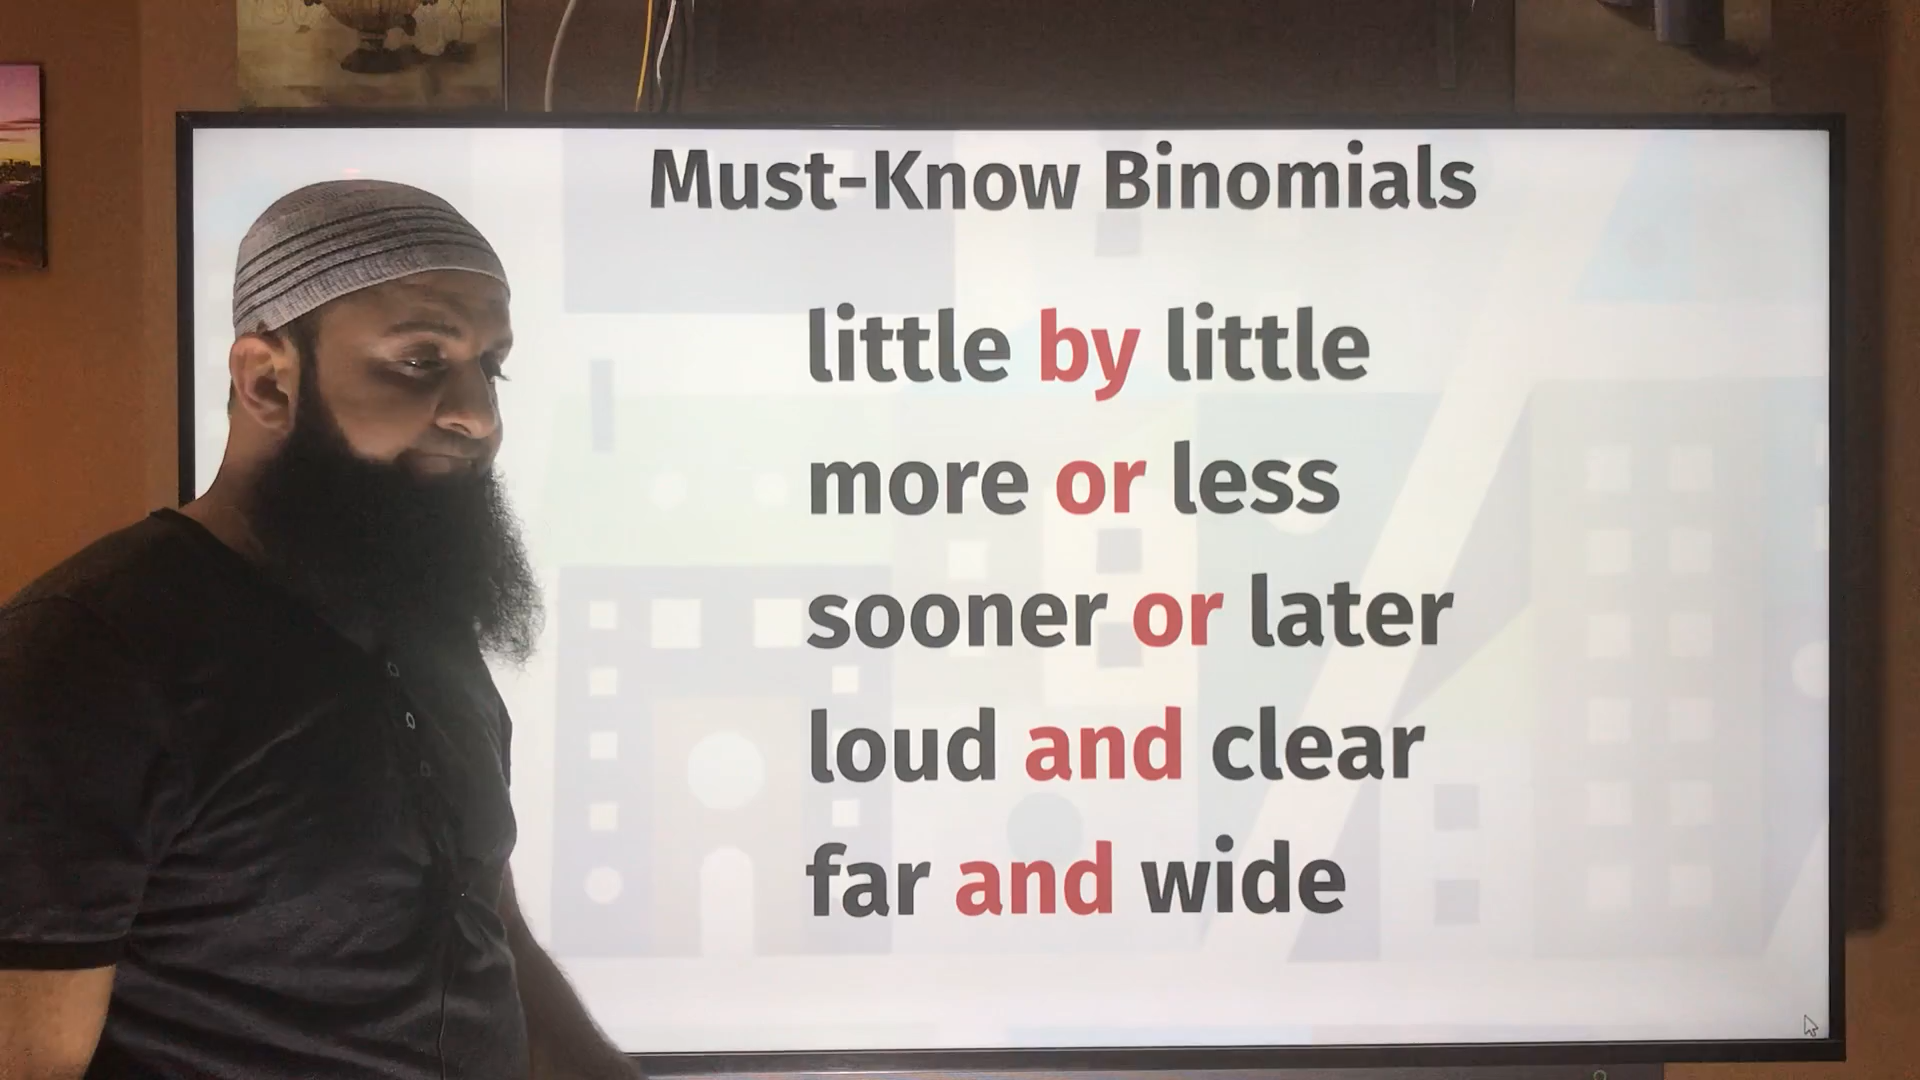 Must-Know Binomials
little by little
more or less
sooner or later
loud and clear
far and wide